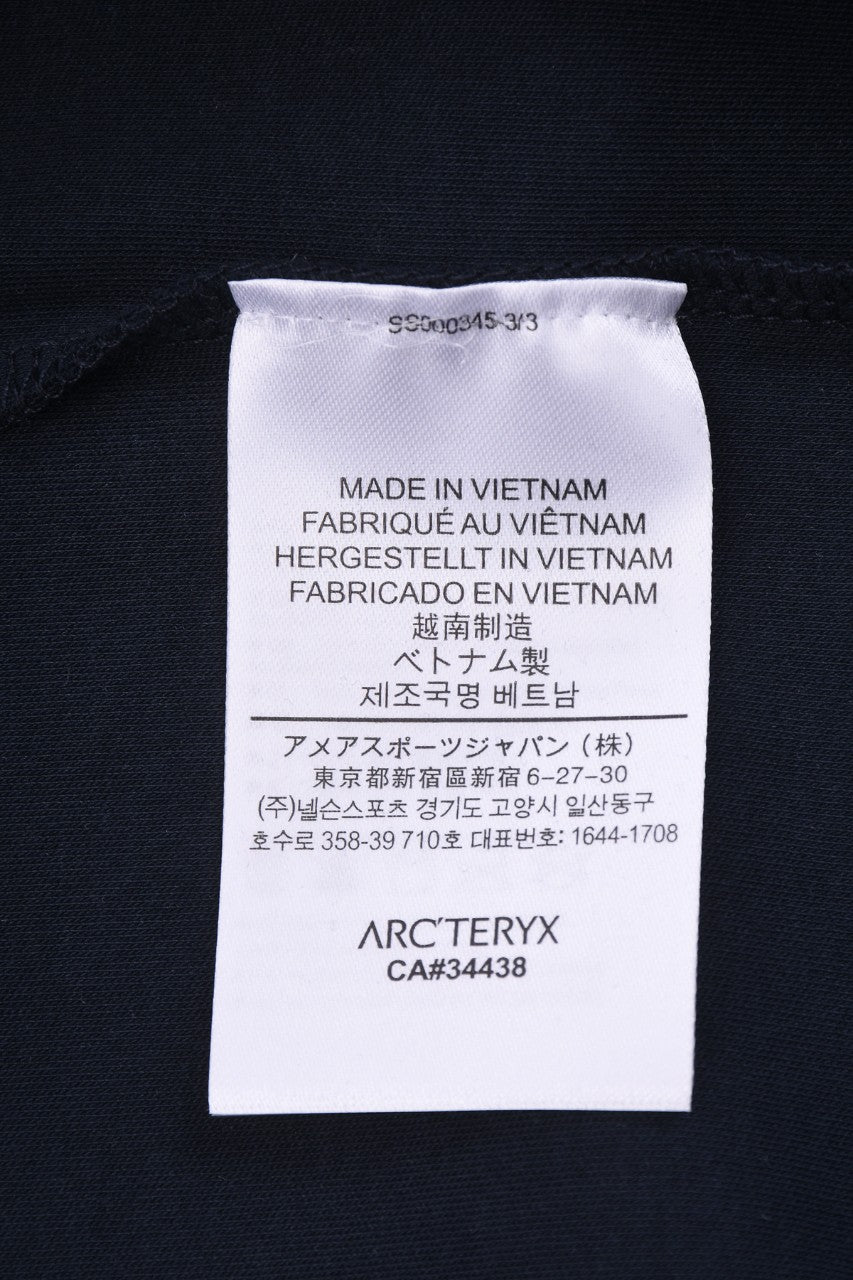 SS000345-3/3
MADE IN VIETNAM
FABRIQUÉ AU VIÊTNAM
HERGESTELLT IN VIETNAM
FABRICADO EN VIETNAM
越南制造
ベトナム製
제조국명 베트남
アメアスポーツジャパン（株）
東京都新宿區新宿 6-27-30
(주)넬슨스포츠 경기도 고양시 일산동구
호수로 358-39 710호 대표번호: 1644-1708
ARC'TERYX
CA#34438